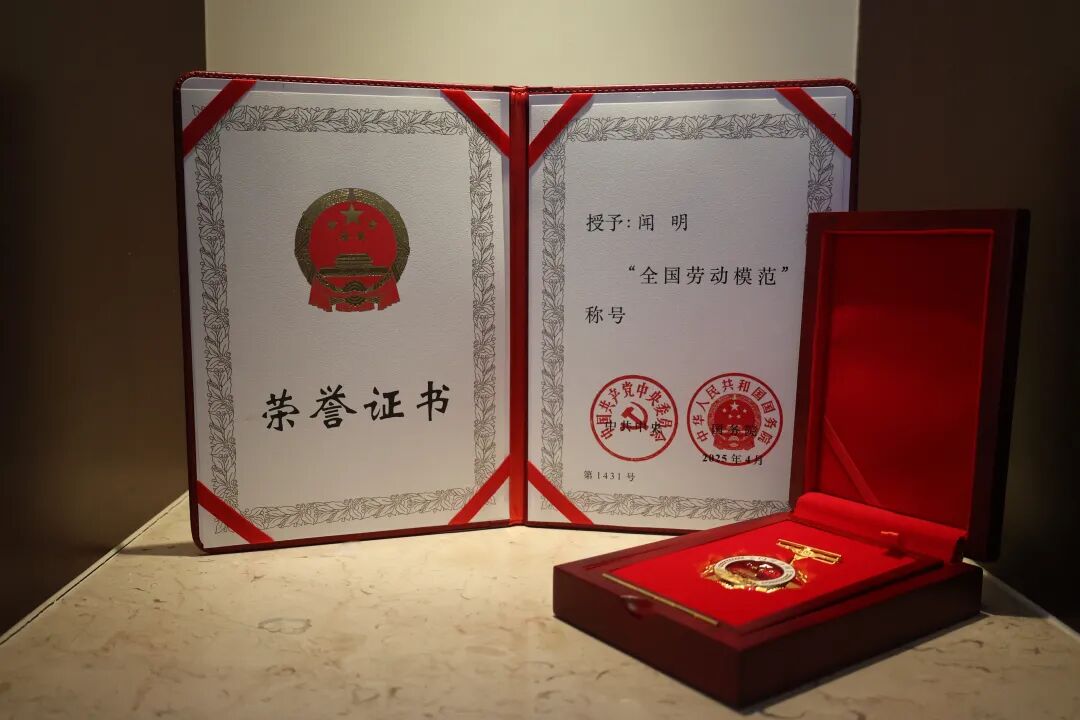 荣誉证书
授予：闻 明
“全国劳动模范”
称号
中国共产党中央委员会
中共中央
中华人民共和国国务院
国务院
2025年4月
第1431号